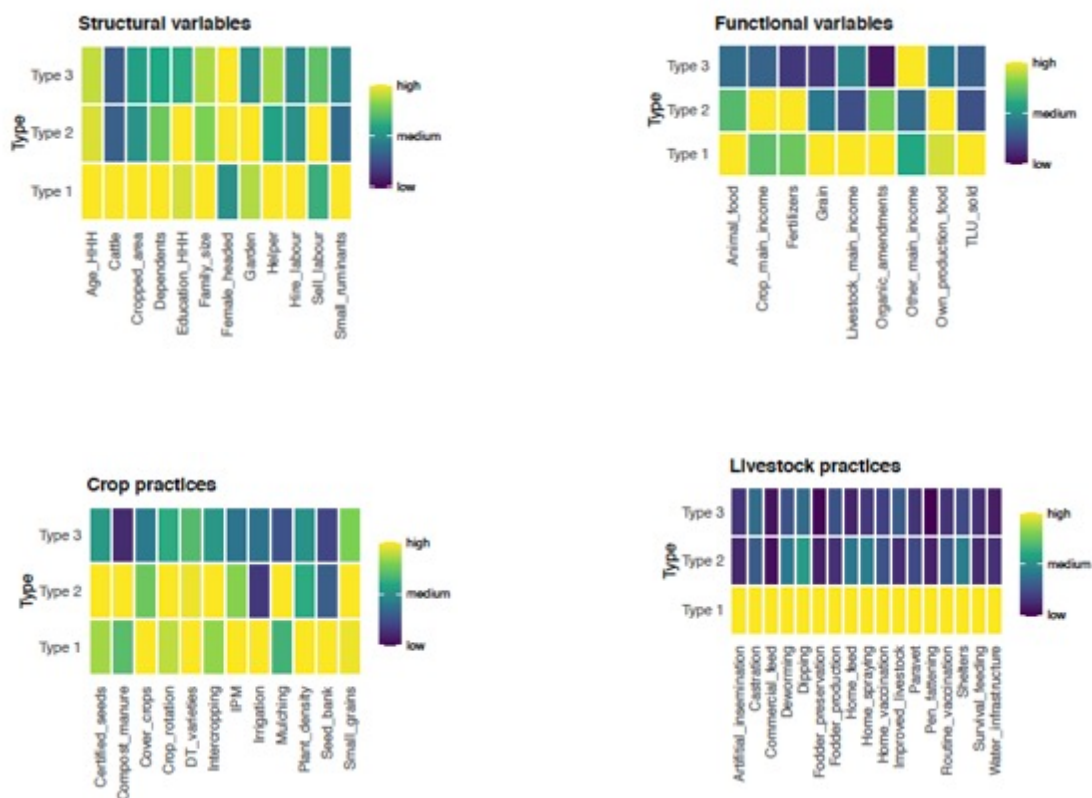 Structural variables
Type
Type 3
Type 2
Type 1
high
medium
low
Age_HHH
Cattle
Cropped_area
Dependents
Education_HHH
Family_size
Female_headed
Garden
Helper
Hire_labour
Sell_labour
Small_ruminants
Functional variables
Type
Type 3
Type 2
Type 1
high
medium
low
Animal_food
Crop_main_income
Fertilizers
Grain
Livestock_main_income
Organic_amendments
Other_main_income
Own_production_food
TLU_sold
Crop practices
Type
Type 3
Type 2
Type 1
high
medium
low
Certified_seeds
Compost_manure
Cover_crops
Crop_rotation
DT_varieties
Intercropping
IPM
Irrigation
Mulching
Plant_density
Seed_bank
Small_grains
Livestock practices
Type
Type 3
Type 2
Type 1
high
medium
low
Artifitial_insemination
Castration
Commercial_feed
Deworming
Dipping
Fodder_preservation
Fodder_production
Home_feed
Home_spraying
Home_vaccination
Improved_livestock
Paravet
Pen_fattening
Routine_vaccination
Shelters
Survival_feeding
Water_infrastructure